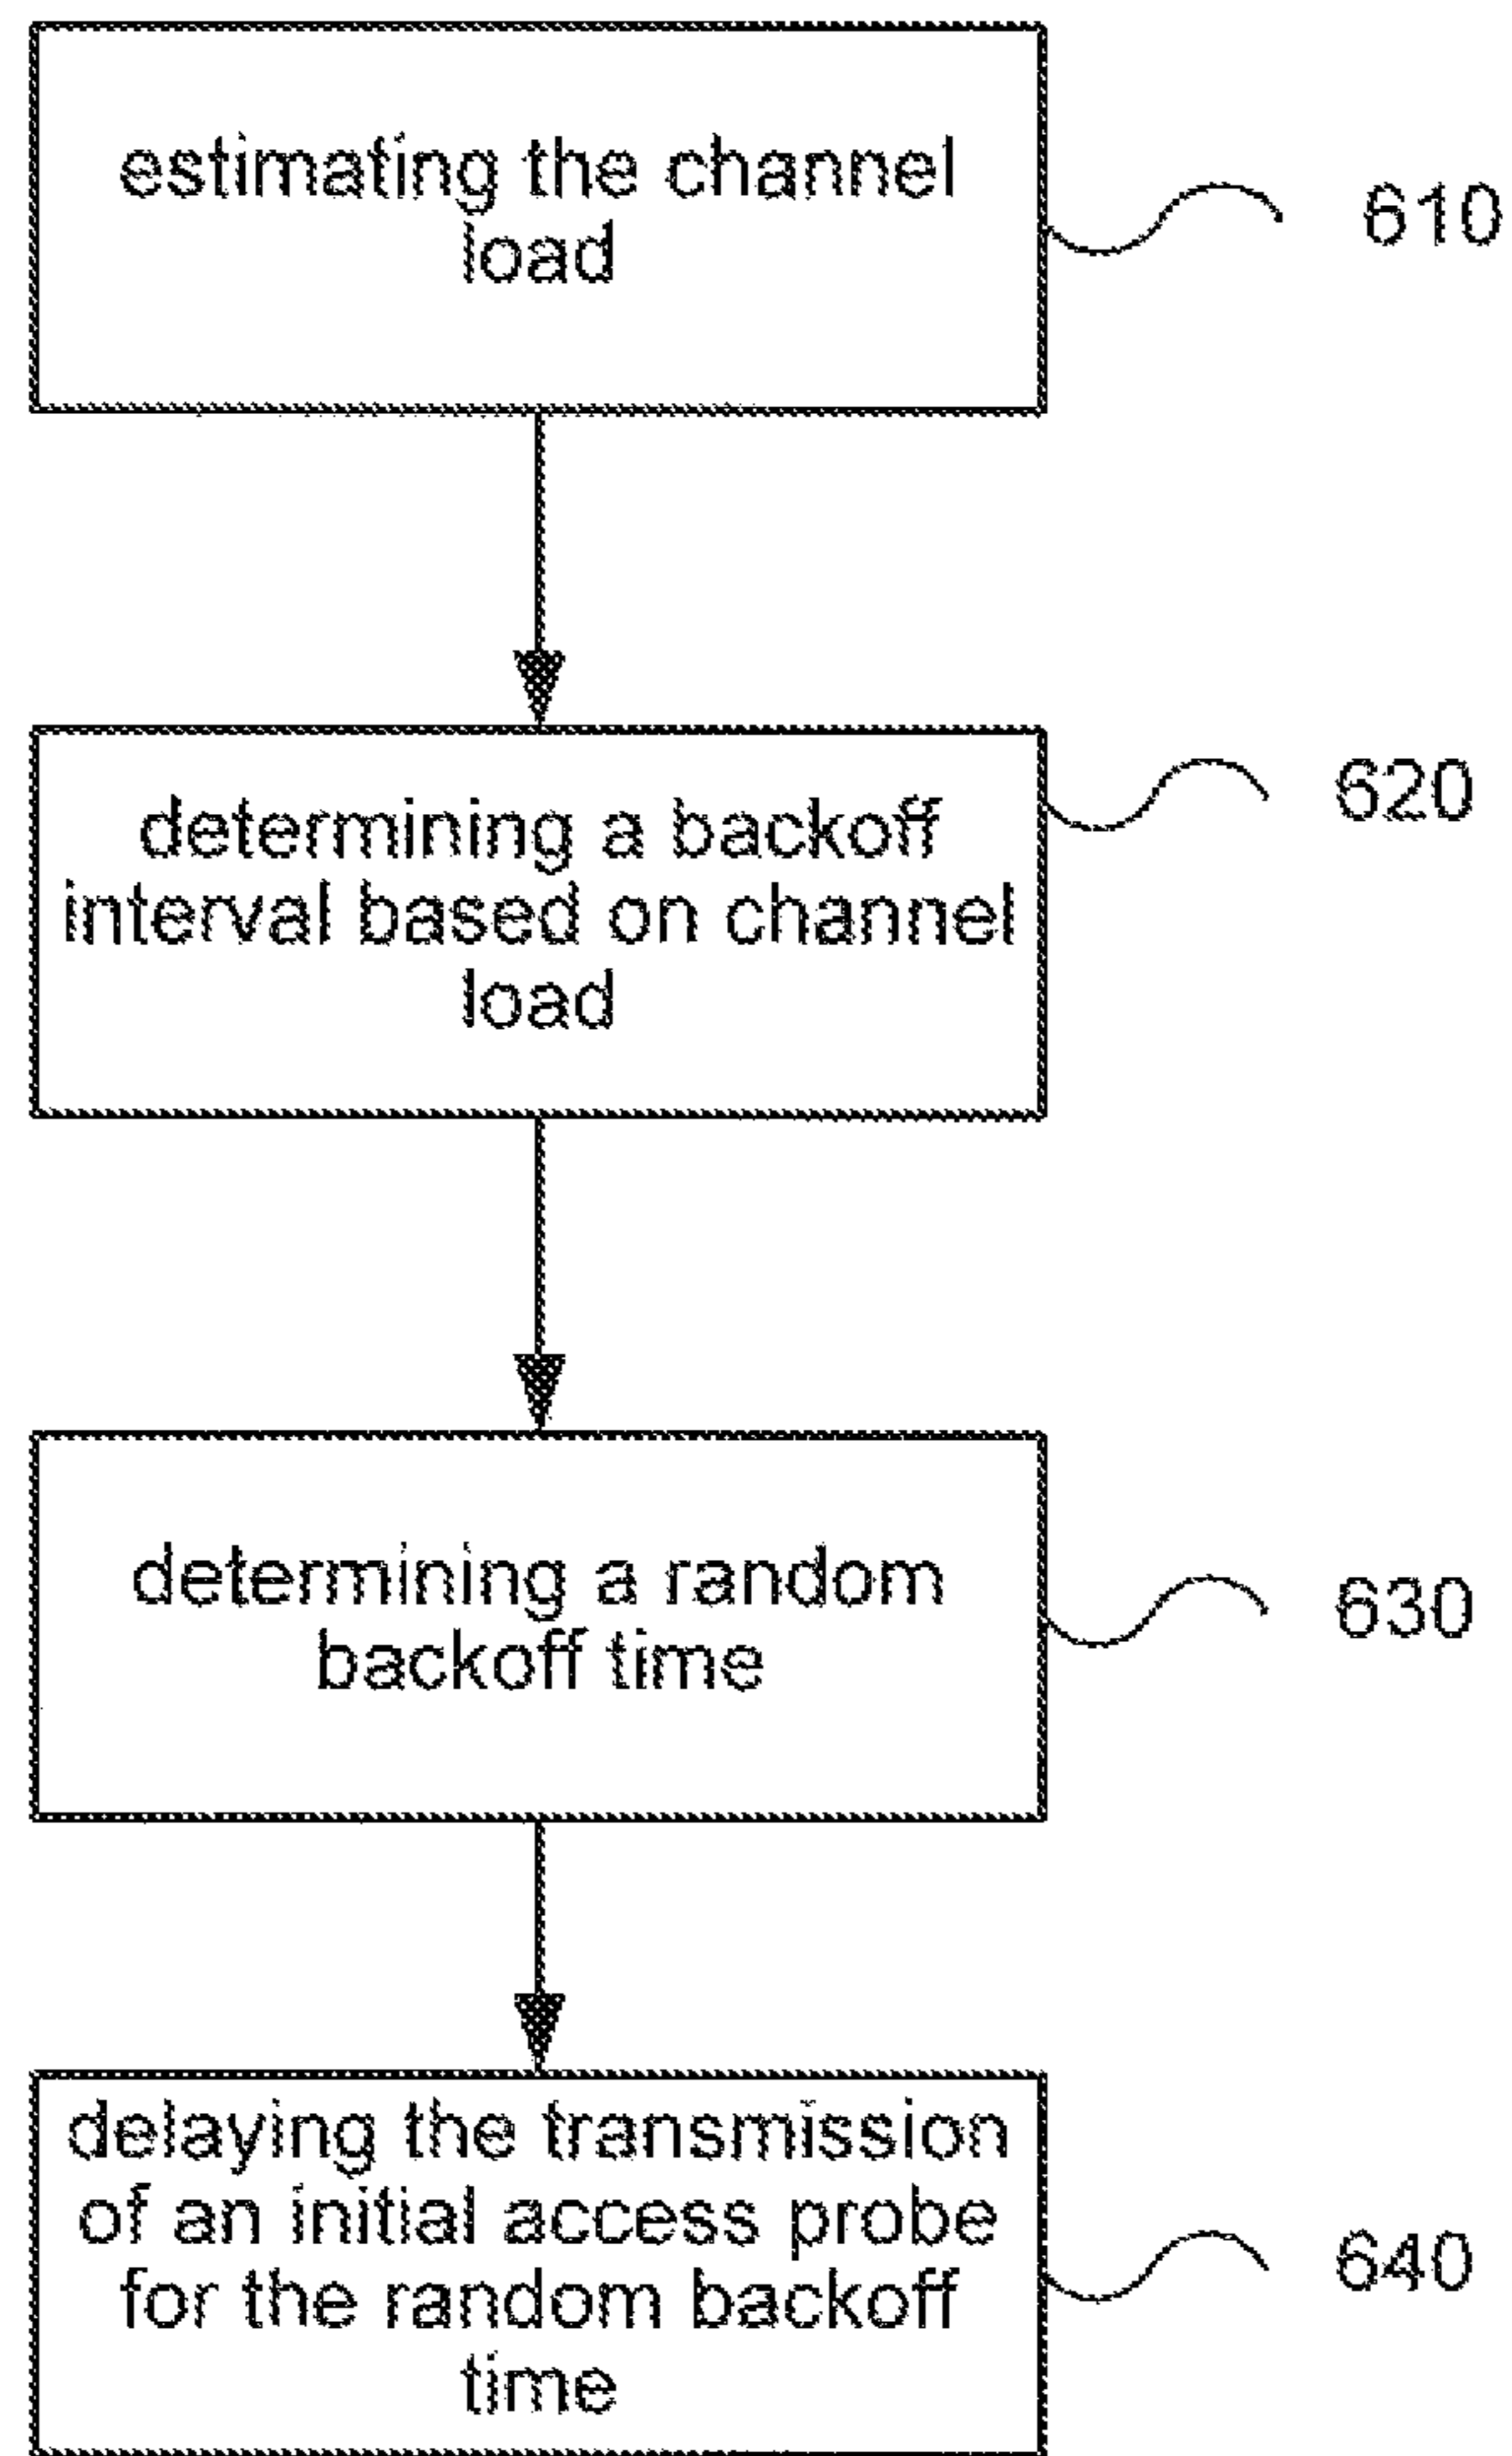 estimating the channel
load
610
determining a backoff
interval based on channel
load
620
determining a random
backoff time
630
delaying the transmission
of an initial access probe
for the random backoff
time
640